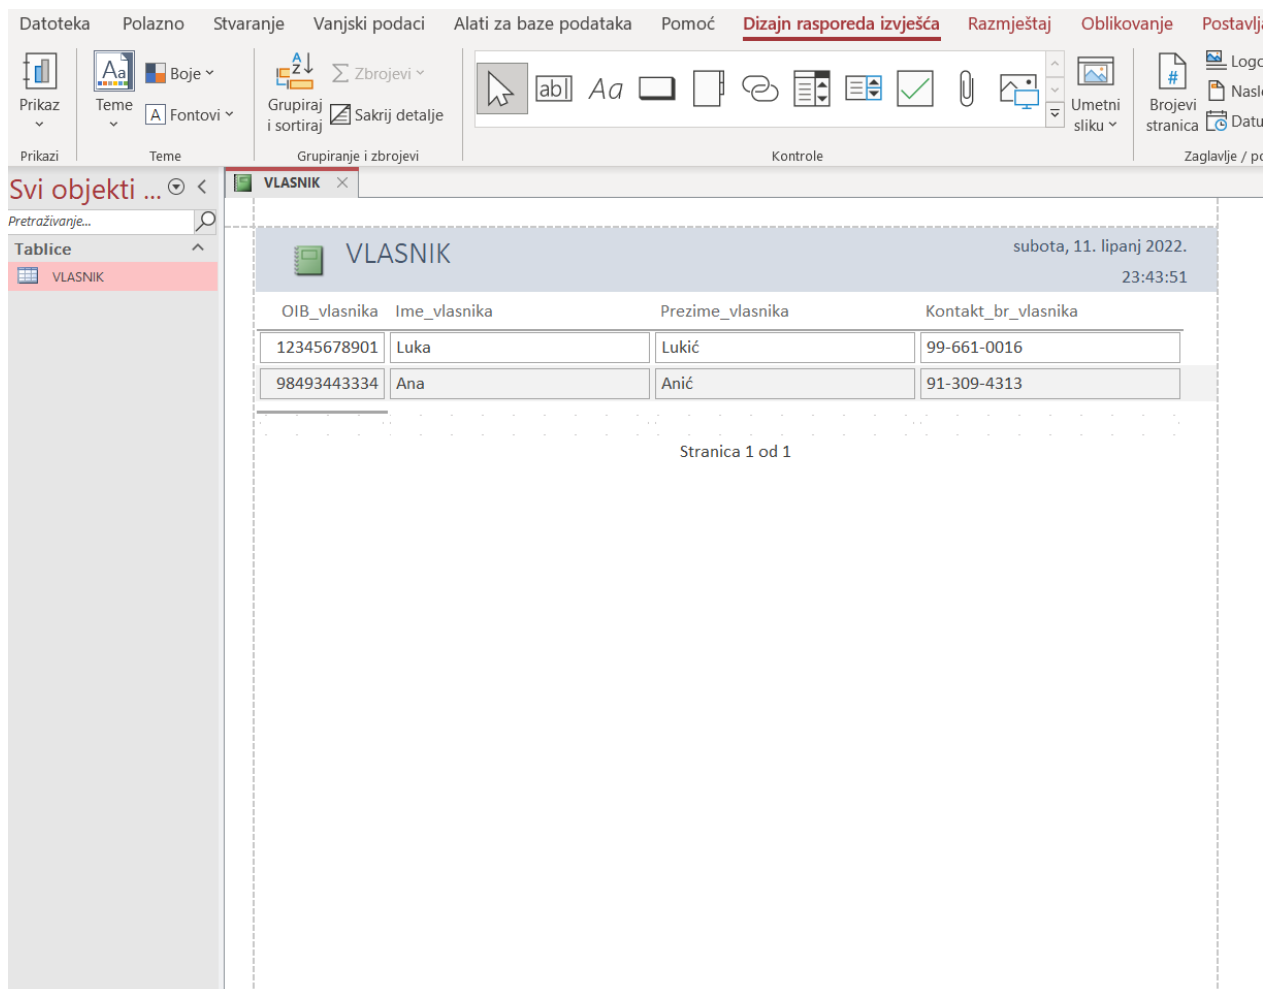 Datoteka Polazno Stvaranje Vanjski podaci Alati za baze podataka Pomoć Dizajn rasporeda izvješća Razmještaj Oblikovanje
Prikaz
Prikazi
Aa
Teme
Boje
A Fontovi
Teme
A
Z
Grupiraj
i sortiraj
Zbrojevi
Sakrij detalje
Grupiranje i zbrojevi
ab
Aa
Kontrole
Umetni
sliku
#
Brojevi
stranica
Svi objekti ...
Pretraživanje...
Tablice
VLASNIK
VLASNIK
VLASNIK
subota, 11. lipanj 2022.
23:43:51
OIB_vlasnika Ime_vlasnika Prezime_vlasnika Kontakt_br_vlasnika
12345678901 Luka Lukić 99-661-0016
98493443334 Ana Anić 91-309-4313
Stranica 1 od 1